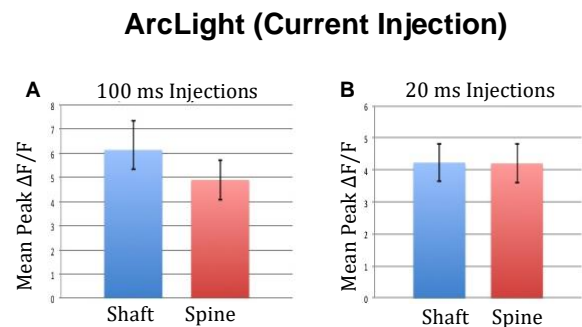 ArcLight (Current Injection)
A 100 ms Injections
Mean Peak ΔF/F
8
7
6
5
4
3
2
1
0
Shaft Spine
B 20 ms Injections
Mean Peak ΔF/F
6
5
4
3
2
1
0
Shaft Spine